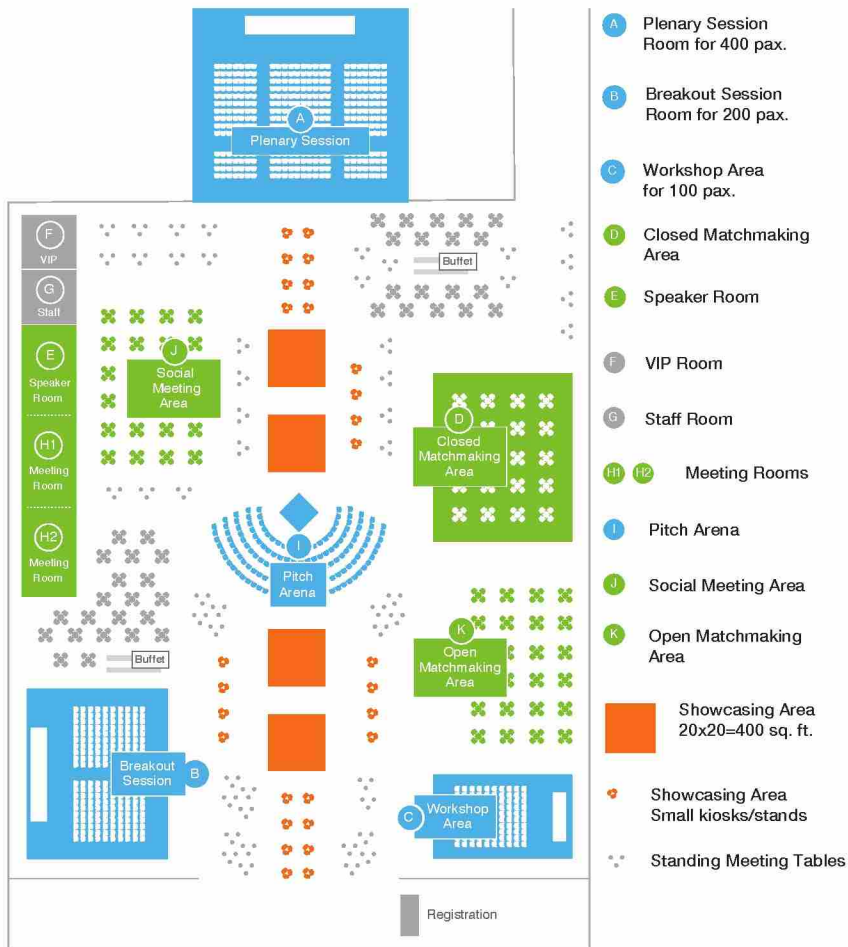 A
Plenary Session
F
VIP
G
Staff
E
Speaker
Room
H1
Meeting
Room
H2
Meeting
Room
J
Social
Meeting
Area
Buffet
D
Closed
Matchmaking
Area
I
Pitch
Arena
K
Open
Matchmaking
Area
Buffet
Breakout
Session
B
C
Workshop
Area
Registration
A
Plenary Session
Room for 400 pax.
B
Breakout Session
Room for 200 pax.
C
Workshop Area
for 100 pax.
D
Closed Matchmaking
Area
E
Speaker Room
F
VIP Room
G
Staff Room
H1 H2 Meeting Rooms
I
Pitch Arena
J
Social Meeting Area
K
Open Matchmaking
Area
Showcasing Area
20x20=400 sq. ft.
Showcasing Area
Small kiosks/stands
Standing Meeting Tables